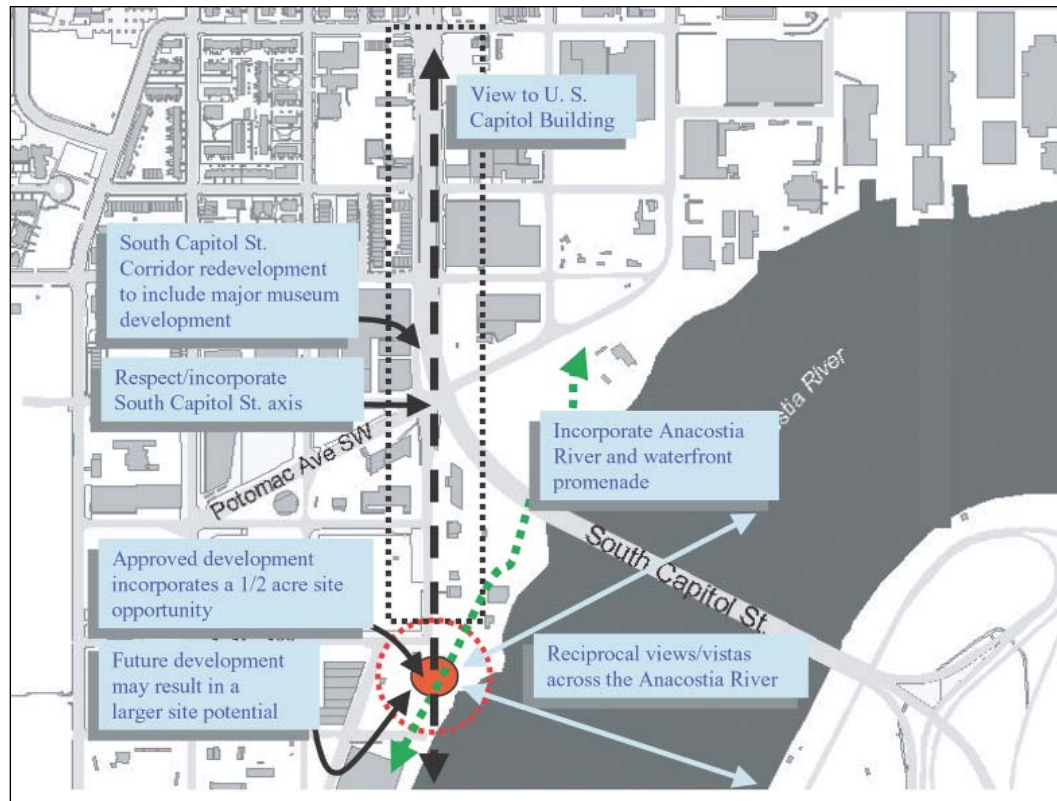 View to U. S.
Capitol Building
South Capitol St.
Corridor redevelopment
to include major museum
development
Respect/incorporate
South Capitol St. axis
Potomac Ave SW
Incorporate Anacostia
River and waterfront
promenade
River
South Capitol St.
Approved development
incorporates a 1/2 acre site
opportunity
Future development
may result in a
larger site potential
Reciprocal views/vistas
across the Anacostia River